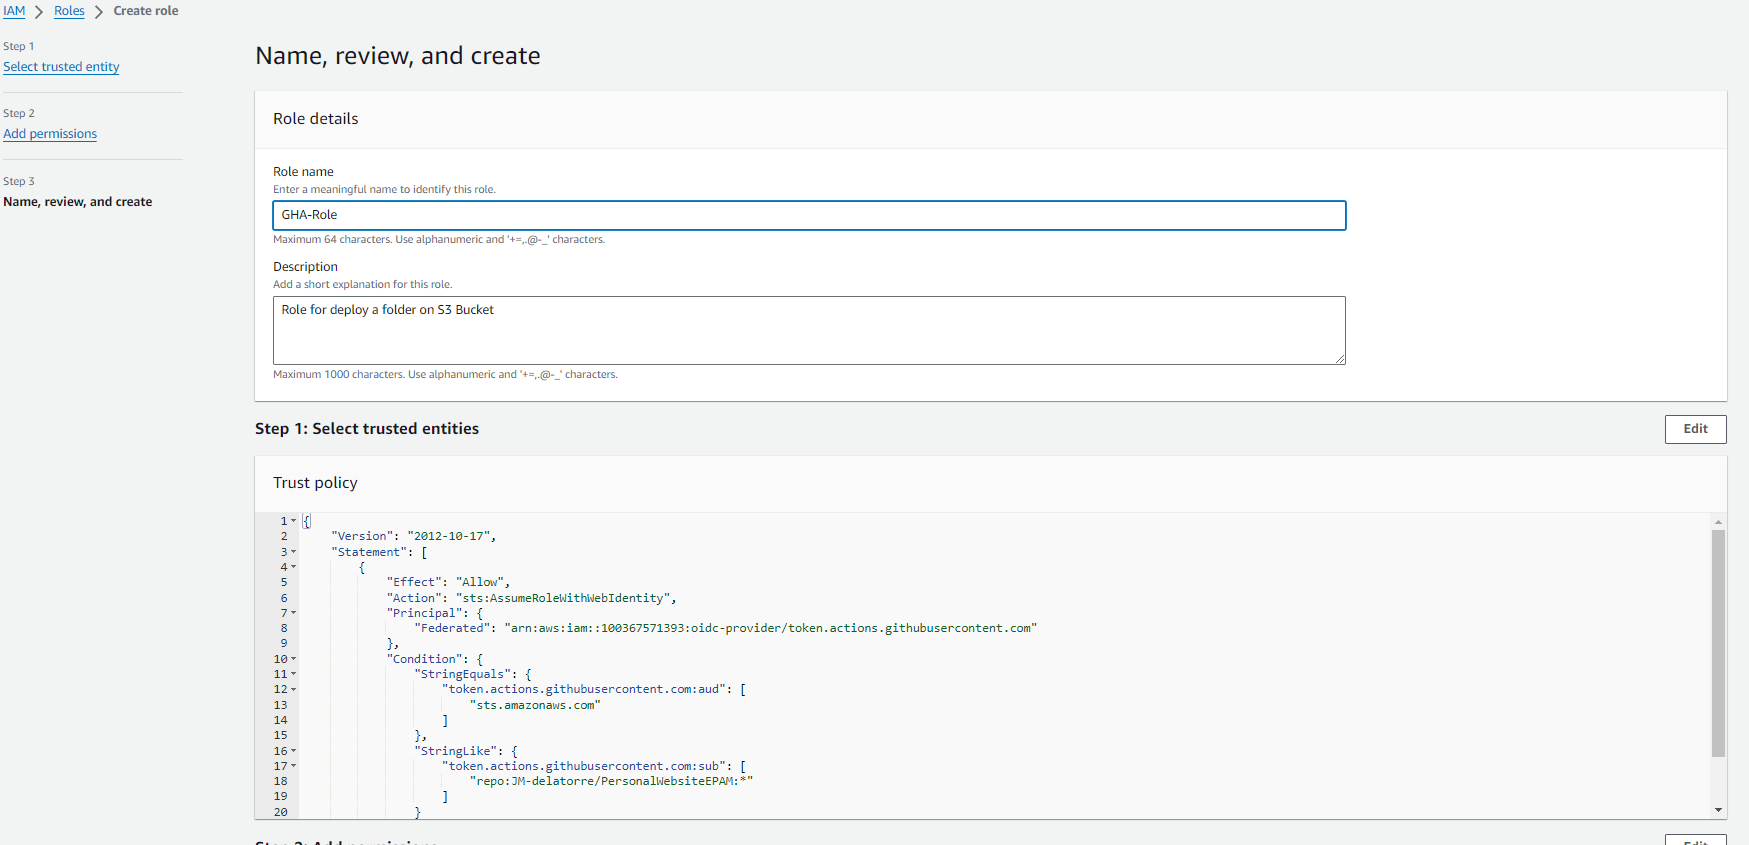 IAM > Roles > Create role
Step 1
Select trusted entity
Step 2
Add permissions
Step 3
Name, review, and create
Name, review, and create
Role details
Role name
Enter a meaningful name to identify this role.
GHA-Role
Maximum 64 characters. Use alphanumeric and '+=,.@-_' characters.
Description
Add a short explanation for this role.
Role for deploy a folder on S3 Bucket
Maximum 1000 characters. Use alphanumeric and '+=,.@-_' characters.
Step 1: Select trusted entities
Edit
Trust policy
1 {
2 "Version": "2012-10-17",
3 "Statement": [
4 {
5 "Effect": "Allow",
6 "Action": "sts:AssumeRoleWithWebIdentity",
7 "Principal": {
8 "Federated": "arn:aws:iam::100367571393:oidc-provider/token.actions.githubusercontent.com"
9 },
10 "Condition": {
11 "StringEquals": {
12 "token.actions.githubusercontent.com:aud": [
13 "sts.amazonaws.com"
14 ]
15 },
16 "StringLike": {
17 "token.actions.githubusercontent.com:sub": [
18 "repo:JM-delatorre/PersonalWebsiteEPAM:*"
19 ]
20 }
Step 2: Add permissions
Edit